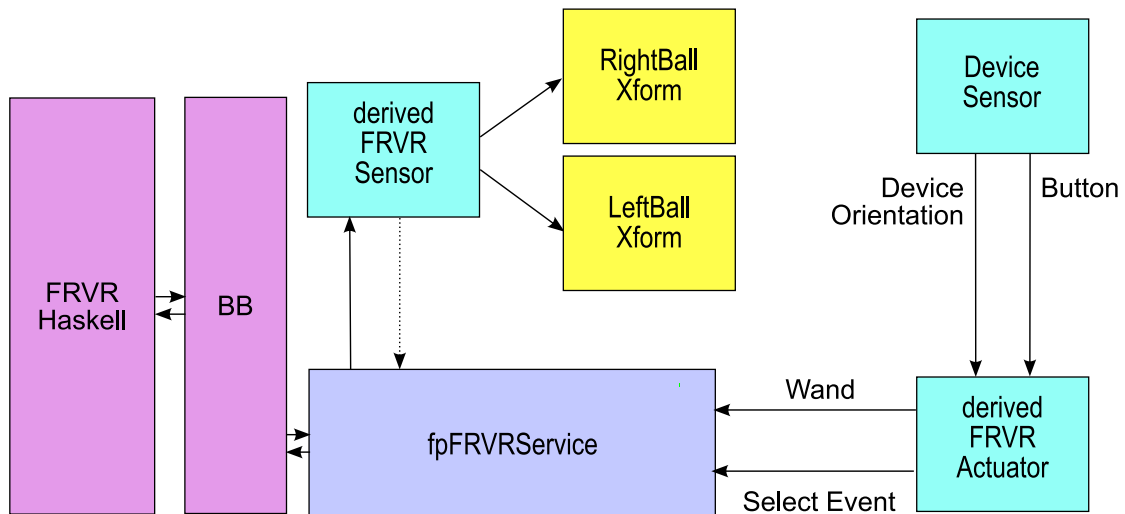 RightBall
Xform
Device
Sensor
derived
FRVR
Sensor
LeftBall
Xform
Device
Orientation
Button
FRVR
Haskell
BB
Wand
fpFRVRService
derived
FRVR
Actuator
Select Event